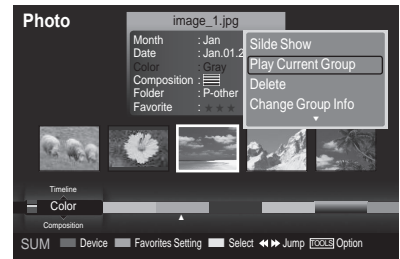 Photo
image_1.jpg
Month : Jan
Date : Jan.01.2
Color : Gray
Composition :
Folder : P-other
Favorite : ★ ★ ★
Silde Show
Play Current Group
Delete
Change Group Info
Timeline
Color
Composition
SUM Device Favorites Setting Select Jump TOOLS Option